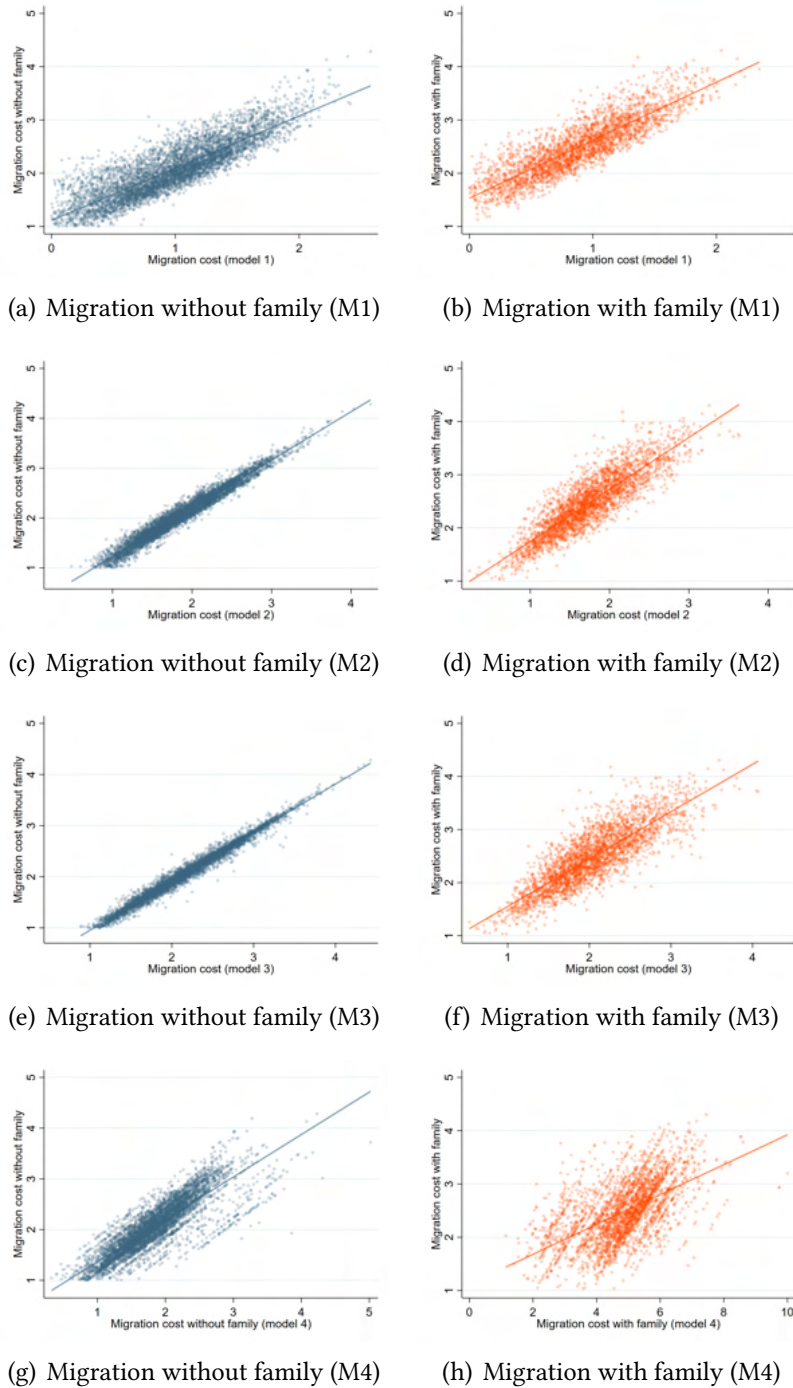 5
4
3
2
1
Migration cost without family
0 1 2
Migration cost (model 1)
5
4
3
2
1
Migration cost with family
0 1 2
Migration cost (model 1)
(a) Migration without family (M1)
(b) Migration with family (M1)
5
4
3
2
1
Migration cost without family
1 2 3 4
Migration cost (model 2)
5
4
3
2
1
Migration cost with family
1 2 3 4
Migration cost (model 2
(c) Migration without family (M2)
(d) Migration with family (M2)
5
4
3
2
1
Migration cost without family
1 2 3 4
Migration cost (model 3)
5
4
3
2
1
Migration cost with family
1 2 3 4
Migration cost (model 3)
(e) Migration without family (M3)
(f) Migration with family (M3)
5
4
3
2
1
Migration cost without family
1 2 3 4 5
Migration cost without family (model 4)
5
4
3
2
1
Migration cost with family
0 2 4 6 8 10
Migration cost with family (model 4)
(g) Migration without family (M4)
(h) Migration with family (M4)